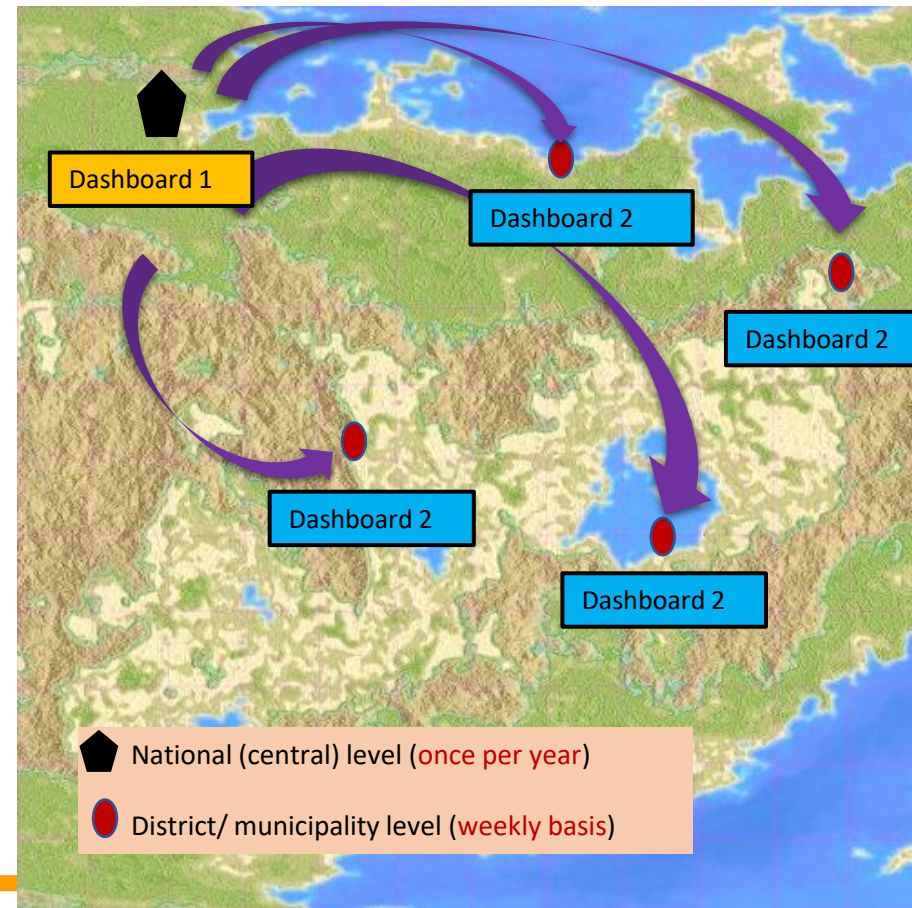 Dashboard 1
Dashboard 2
Dashboard 2
Dashboard 2
Dashboard 2
National (central) level (once per year)
District/ municipality level (weekly basis)